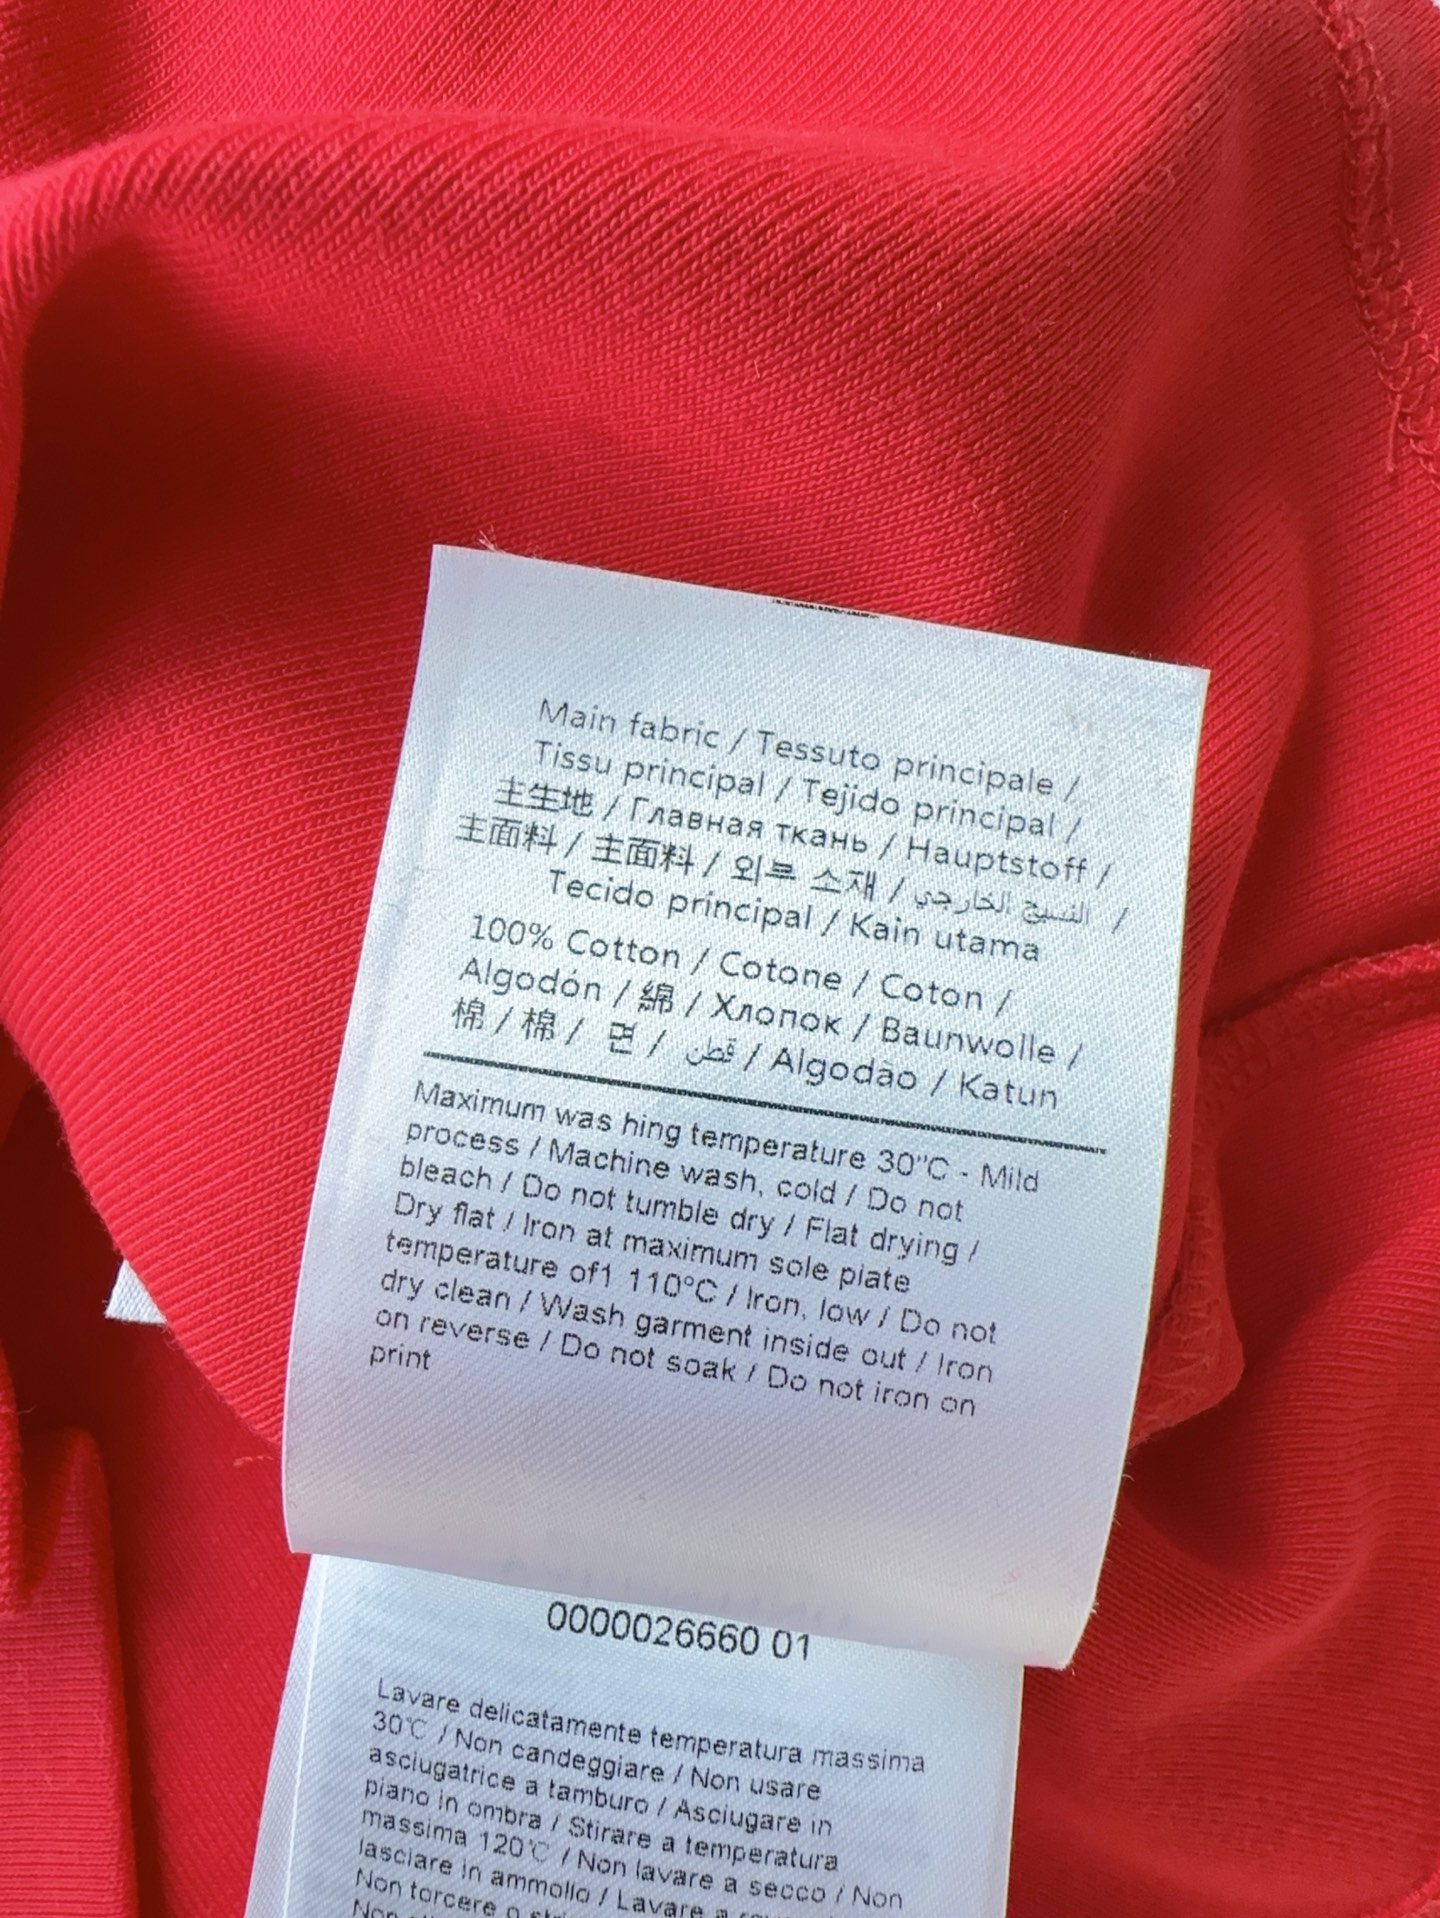 Main fabric / Tessuto principale /
Tissu principal / Tejido principal /
主生地 / Главная ткань / Hauptstoff /
主面料 / 主面料 / 외부 소재 / النسيج الخارجي /
Tecido principal / Kain utama
100% Cotton / Cotone / Coton /
Algodón / 綿 / Хлопок / Baunwolle /
棉 / 棉 / 면 / قطن / Algodão / Katun
Maximum was hing temperature 30"C - Mild
process / Machine wash, cold / Do not
bleach / Do not tumble dry / Flat drying /
Dry flat / Iron at maximum sole plate
temperature of1 110°C / Iron, low / Do not
dry clean / Wash garment inside out / Iron
on reverse / Do not soak / Do not iron on
print
0000026660 01
Lavare delicatamente temperatura massima
30℃ / Non candeggiare / Non usare
asciugatrice a tamburo / Asciugare in
piano in ombra / Stirare a temperatura
massima 120℃ / Non lavare a secco / Non
lasciare in ammollo / Lavare a
Non torcere o
Non